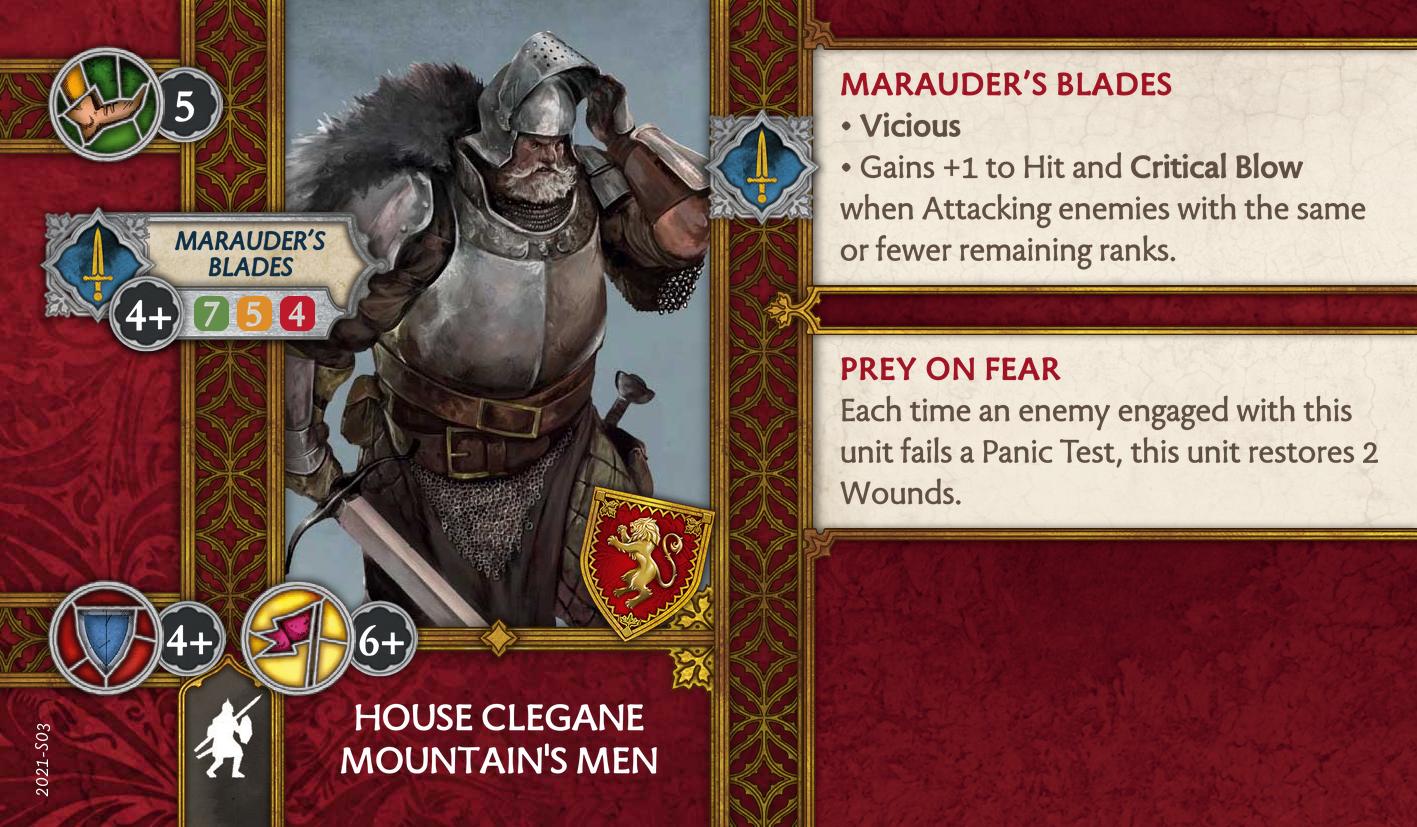 5
MARAUDER'S
BLADES
4+ 7 5 4
4+ 6+
HOUSE CLEGANE
MOUNTAIN'S MEN
2021-S03
MARAUDER'S BLADES
• Vicious
• Gains +1 to Hit and Critical Blow
when Attacking enemies with the same
or fewer remaining ranks.
PREY ON FEAR
Each time an enemy engaged with this
unit fails a Panic Test, this unit restores 2
Wounds.